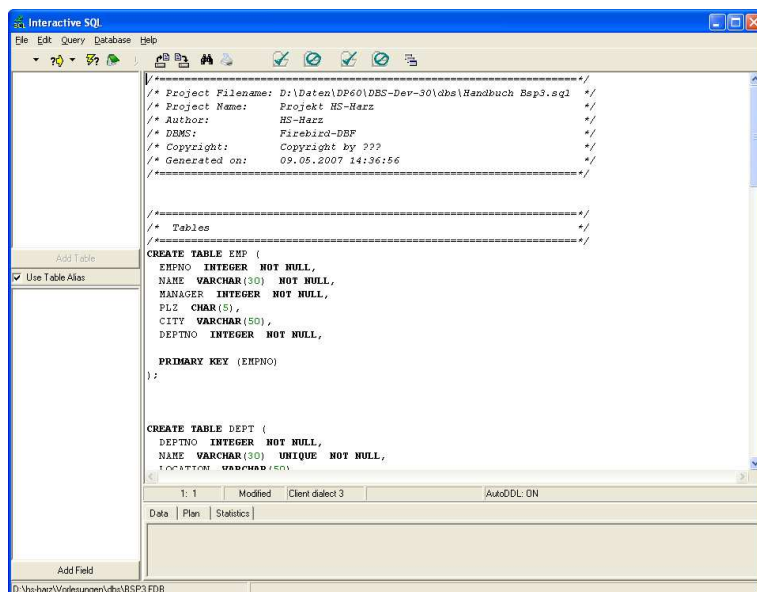 Interactive SQL
File Edit Query Database Help
/*==================================================================*/
/* Project Filename: D:\Daten\DP60\DBS-Dev-30\dbs\Handbuch Bsp3.sql */
/* Project Name: Projekt HS-Harz */
/* Author: HS-Harz */
/* DBMS: Firebird-DBF */
/* Copyright: Copyright by ??? */
/* Generated on: 09.05.2007 14:36:56 */
/*==================================================================*/
/*==================================================================*/
/* Tables */
/*==================================================================*/
CREATE TABLE EMP (
EMPNO INTEGER NOT NULL,
NAME VARCHAR(30) NOT NULL,
MANAGER INTEGER NOT NULL,
PLZ CHAR(5),
CITY VARCHAR(50),
DEPTNO INTEGER NOT NULL,
PRIMARY KEY (EMPNO)
);
CREATE TABLE DEPT (
DEPTNO INTEGER NOT NULL,
NAME VARCHAR(30) UNIQUE NOT NULL,
LOCATION VARCHAR(50)
Add Table
Use Table Alias
Add Field
1: 1 Modified Client dialect 3 AutoDDL: ON
Data Plan Statistics
D:\hs-harz\Vorlesungen\dbs\BSP3.FDB